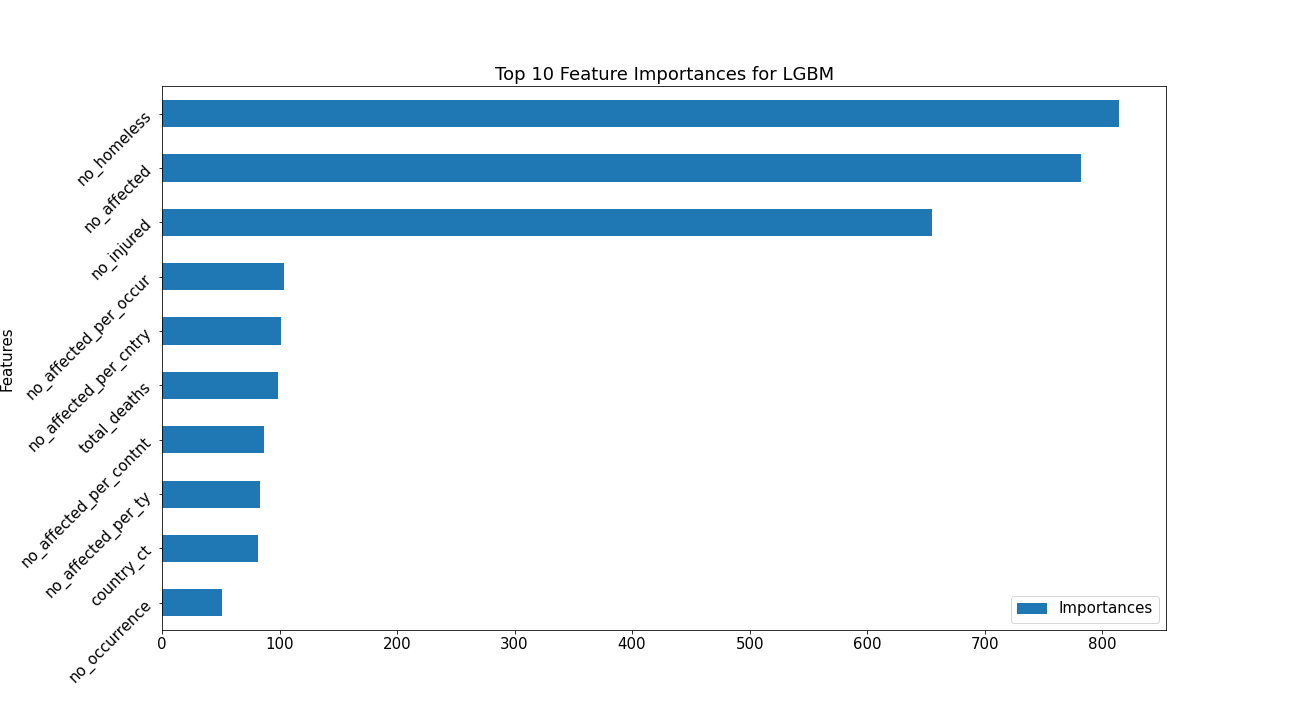 Top 10 Feature Importances for LGBM
Features
no_homeless
no_affected
no_injured
no_affected_per_occur
no_affected_per_cntry
total_deaths
no_affected_per_contnt
no_affected_per_ty
country_ct
no_occurrence
0 100 200 300 400 500 600 700 800
Importances